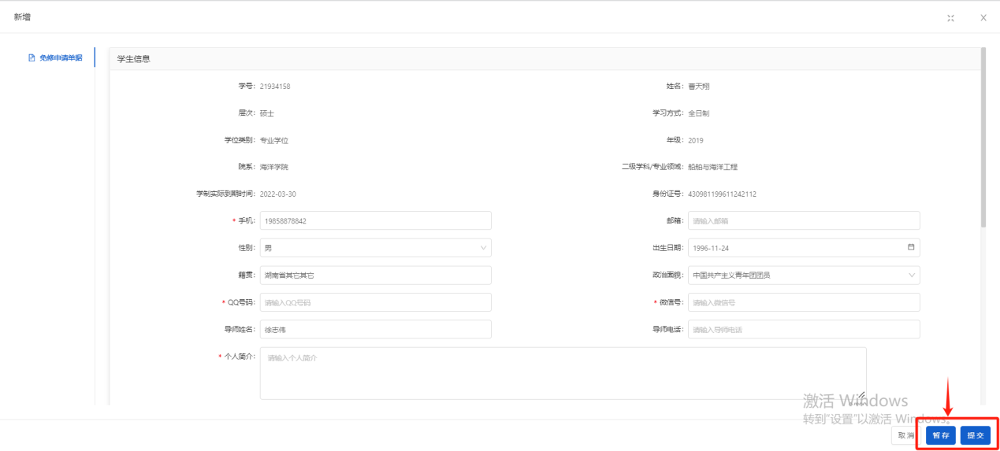 新增
免修申请单据
学生信息
学号: 21934158 姓名: 曹天翔
层次: 硕士 学习方式: 全日制
学位类别: 专业学位 年级: 2019
院系: 海洋学院 二级学科/专业领域: 船舶与海洋工程
学制实际到期时间: 2022-03-30 身份证号: 430981199611242112
* 手机: 19858878842 邮箱: 请输入邮箱
性别: 男 出生日期: 1996-11-24
籍贯: 湖南省其它其它 政治面貌: 中国共产主义青年团团员
* QQ号码: 请输入QQ号码 * 微信号: 请输入微信号
导师姓名: 徐志伟 导师电话: 请输入导师电话
* 个人简介: 请输入个人简介
激活 Windows
转到"设置"以激活 Windows。
取消 暂存 提交